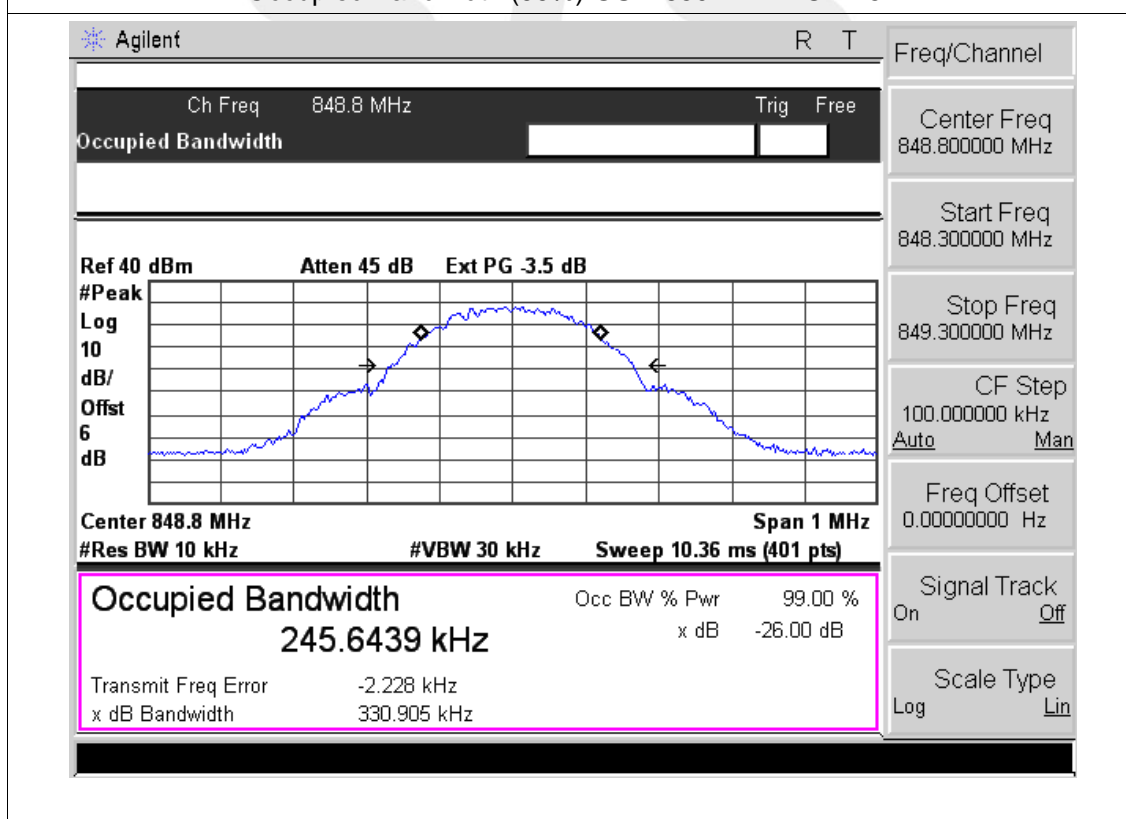 Agilent R T
Ch Freq 848.8 MHz Trig Free
Occupied Bandwidth
Ref 40 dBm Atten 45 dB Ext PG -3.5 dB
#Peak
Log
10
dB/
Offst
6
dB
Center 848.8 MHz Span 1 MHz
#Res BW 10 kHz #VBW 30 kHz Sweep 10.36 ms (401 pts)
Occupied Bandwidth Occ BW % Pwr 99.00 %
245.6439 kHz x dB -26.00 dB
Transmit Freq Error -2.228 kHz
x dB Bandwidth 330.905 kHz
Freq/Channel
Center Freq
848.800000 MHz
Start Freq
848.300000 MHz
Stop Freq
849.300000 MHz
CF Step
100.000000 kHz
Auto Man
Freq Offset
0.00000000 Hz
Signal Track
On Off
Scale Type
Log Lin